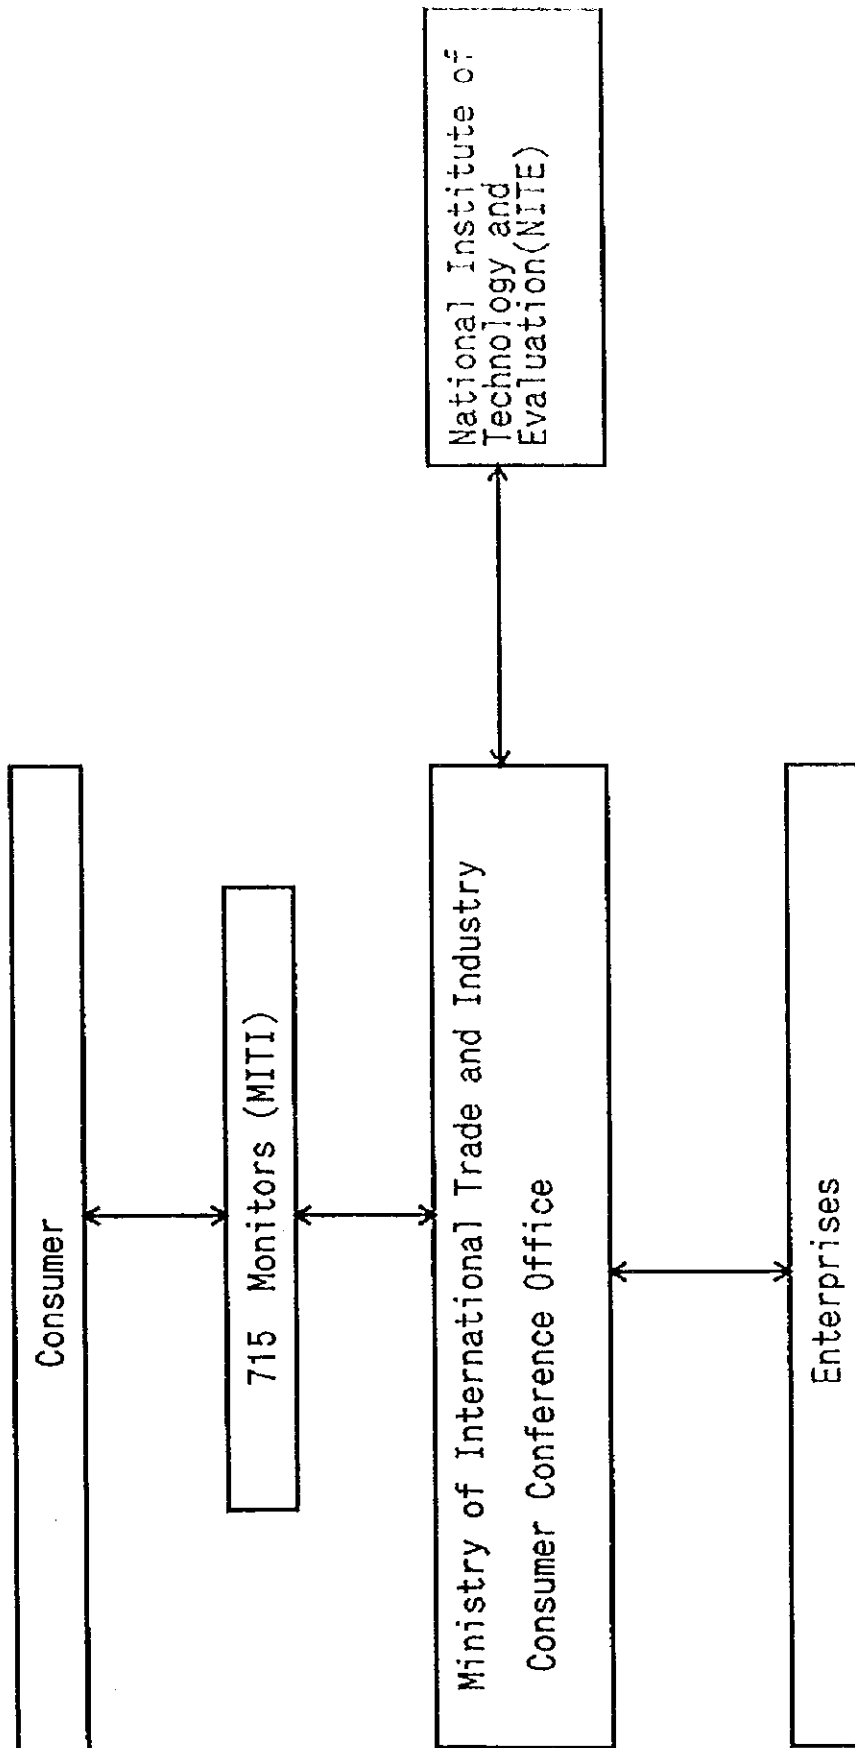 Consumer
715 Monitors (MITI)
Ministry of International Trade and Industry
Consumer Conference Office
National Institute of
Technology and
Evaluation(NITE)
Enterprises